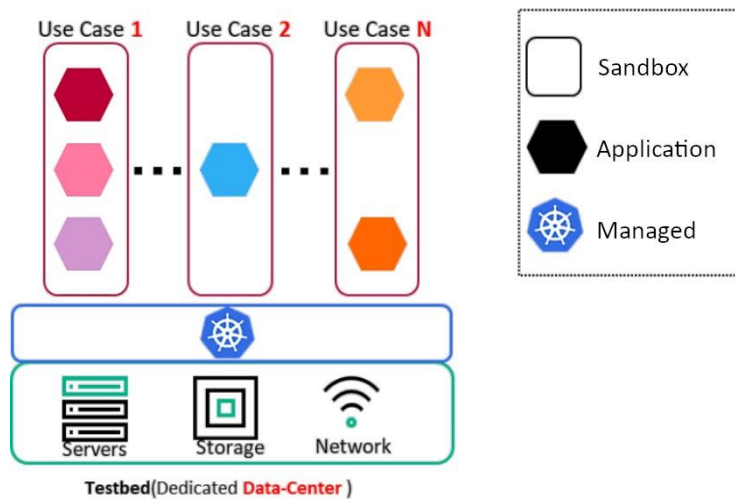 Use Case 1
Use Case 2
Use Case N
Sandbox
Application
Managed
Servers
Storage
Network
Testbed(Dedicated Data-Center )